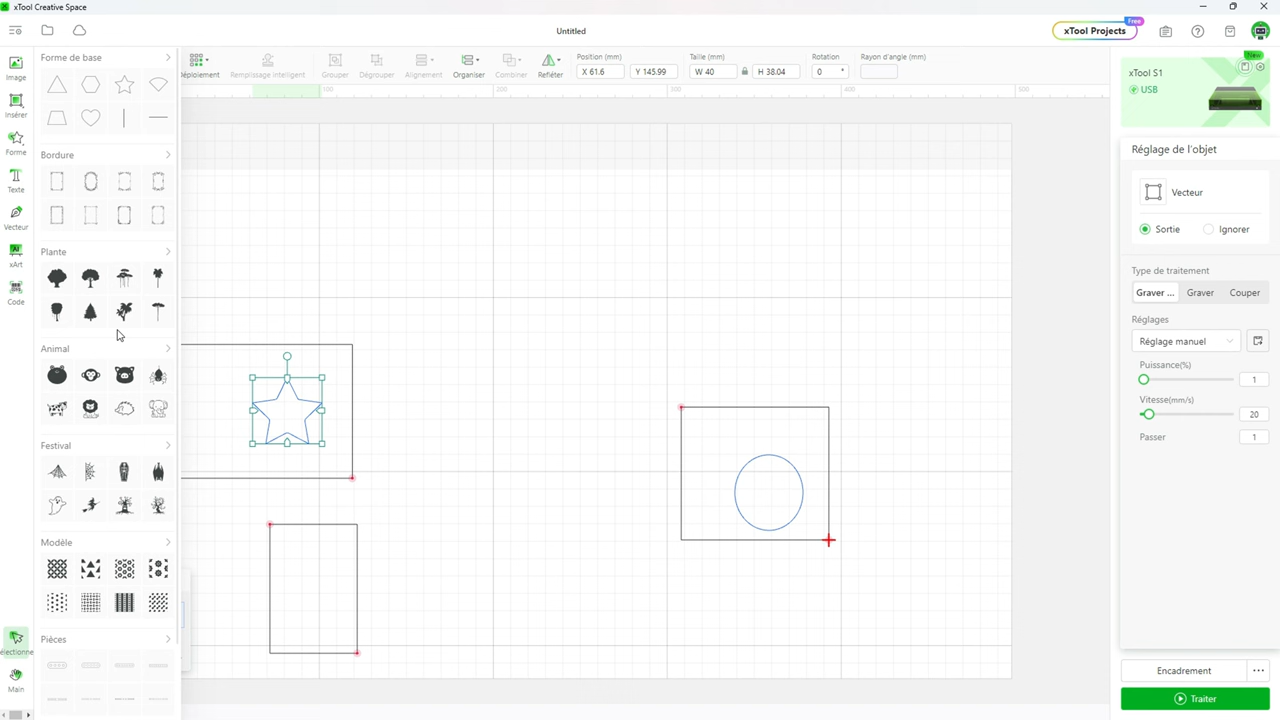 xTool Creative Space
Untitled
xTool Projects
Free
Image
Insérer
Forme
Texte
Vecteur
xArt
Code
électionne
Main
Forme de base
Bordure
Plante
Animal
Festival
Modèle
Pièces
éploiement
Remplissage intelligent
Grouper
Dégrouper
Alignement
Organiser
Combiner
Refléter
Position (mm)
X 61.6
Y 145.99
Taille (mm)
W 40
H 38.04
Rotation
0 °
Rayon d'angle (mm)
100
200
300
400
500
New
xTool S1
USB
Réglage de l'objet
Vecteur
Sortie
Ignorer
Type de traitement
Graver ...
Graver
Couper
Réglages
Réglage manuel
Puissance(%)
1
Vitesse(mm/s)
20
Passer
1
Encadrement
Traiter